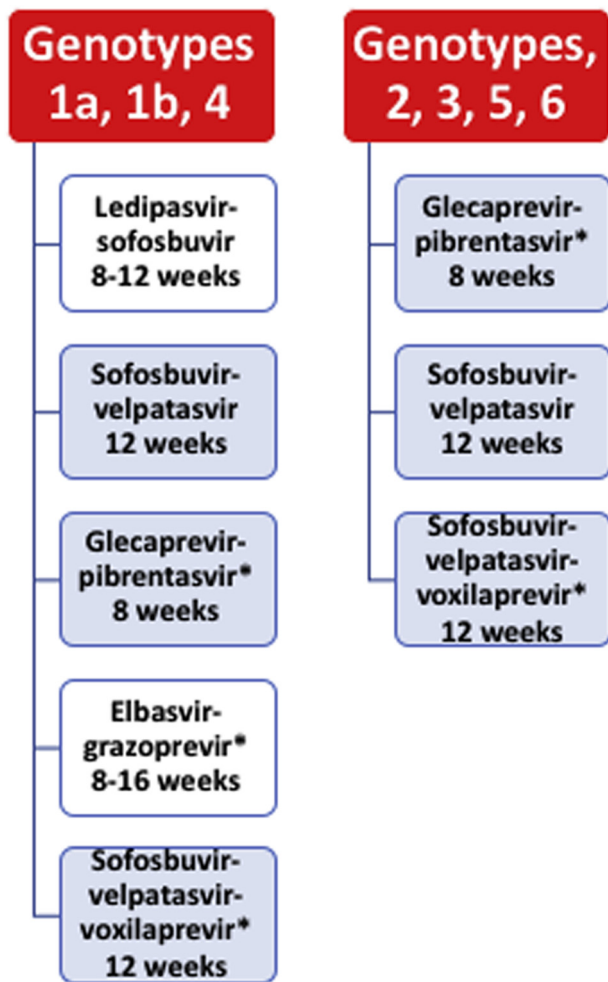 Genotypes
1a, 1b, 4
Ledipasvir-
sofosbuvir
8-12 weeks
Sofosbuvir-
velpatasvir
12 weeks
Glecaprevir-
pibrentasvir*
8 weeks
Elbasvir-
grazoprevir*
8-16 weeks
Sofosbuvir-
velpatasvir-
voxilaprevir*
12 weeks
Genotypes,
2, 3, 5, 6
Glecaprevir-
pibrentasvir*
8 weeks
Sofosbuvir-
velpatasvir
12 weeks
Sofosbuvir-
velpatasvir-
voxilaprevir*
12 weeks